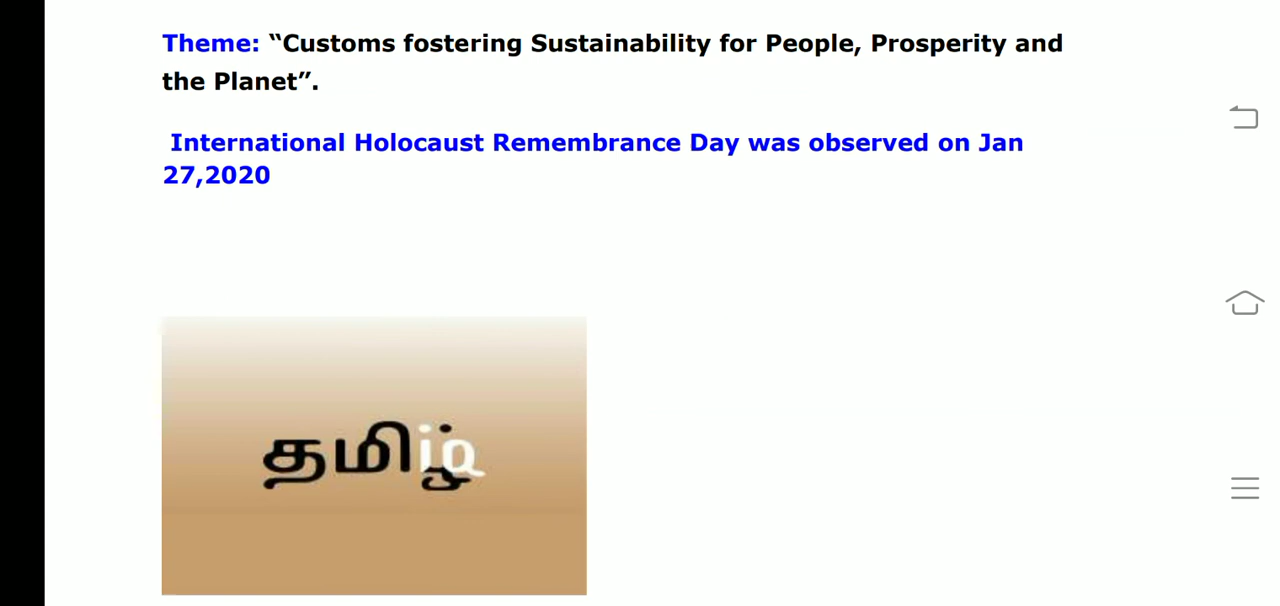 Theme: “Customs fostering Sustainability for People, Prosperity and
the Planet”.
International Holocaust Remembrance Day was observed on Jan
27,2020
தமிழ்